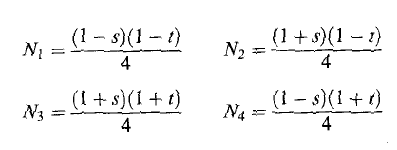 N₁ = (1 − s)(1 − t) / 4    N₂ = (1 + s)(1 − t) / 4
N₃ = (1 + s)(1 + t) / 4    N₄ = (1 − s)(1 + t) / 4